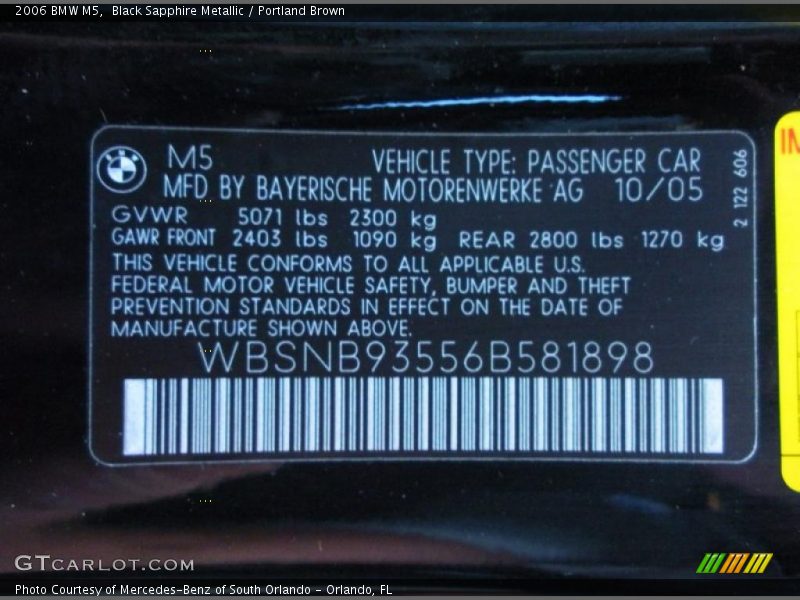 2006 BMW M5, Black Sapphire Metallic / Portland Brown
M5 VEHICLE TYPE: PASSENGER CAR
MFD BY BAYERISCHE MOTORENWERKE AG 10/05
2 122 606
GVWR 5071 lbs 2300 kg
GAWR FRONT 2403 lbs 1090 kg REAR 2800 lbs 1270 kg
THIS VEHICLE CONFORMS TO ALL APPLICABLE U.S.
FEDERAL MOTOR VEHICLE SAFETY, BUMPER AND THEFT
PREVENTION STANDARDS IN EFFECT ON THE DATE OF
MANUFACTURE SHOWN ABOVE.
WBSNB93556B581898
GTCARLOT.COM
Photo Courtesy of Mercedes-Benz of South Orlando - Orlando, FL